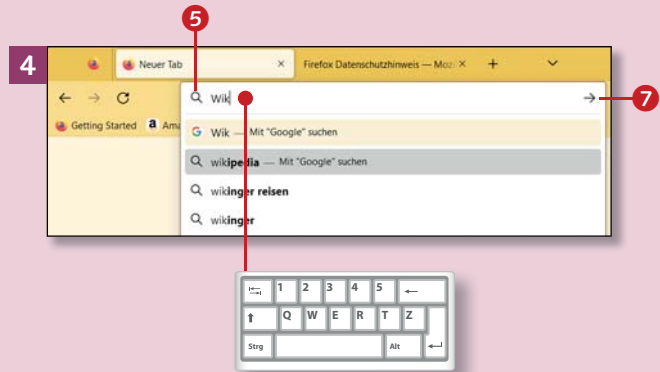 5
4
Neuer Tab × Firefox Datenschutzhinweis — Mozi × + 
← → C Wik → 7
Getting Started a Ama
G Wik — Mit "Google" suchen
wikipedia — Mit "Google" suchen
wikinger reisen
wikinger
1 2 3 4 5 ←
Q W E R T Z
Strg Alt